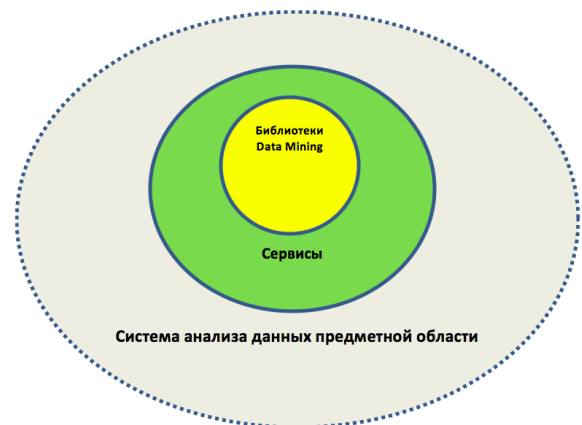 Библиотеки
Data Mining
Сервисы
Система анализа данных предметной области